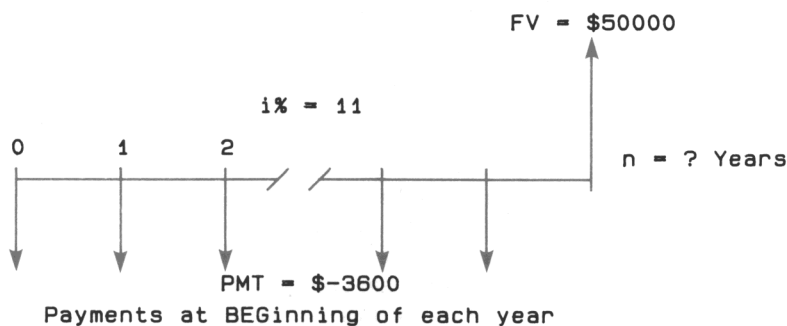 FV = $50000
i% = 11
0 1 2
n = ? Years
PMT = $-3600
Payments at BEGinning of each year